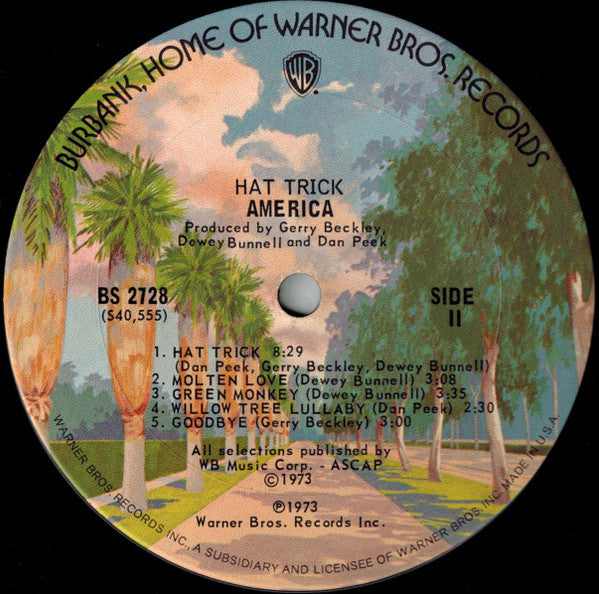 BURBANK, HOME OF WARNER BROS. RECORDS
WB
HAT TRICK
AMERICA
Produced by Gerry Beckley,
Dewey Bunnell and Dan Peek
BS 2728
(S40,555)
SIDE
II
1. HAT TRICK 8:29
(Dan Peek, Gerry Beckley, Dewey Bunnell)
2. MOLTEN LOVE (Dewey Bunnell) 3:08
3. GREEN MONKEY (Dewey Bunnell) 3:35
4. WILLOW TREE LULLABY (Dan Peek) 2:30
5. GOODBYE (Gerry Beckley) 3:00
All selections published by
WB Music Corp. - ASCAP
©1973
℗1973
Warner Bros. Records Inc.
WARNER BROS. RECORDS INC., A SUBSIDIARY AND LICENSEE OF WARNER BROS. INC. MADE IN U.S.A.